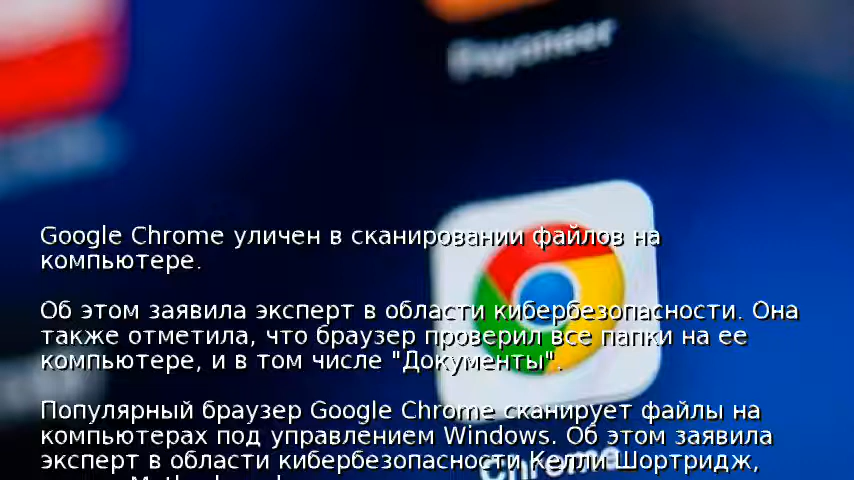 Payoneer
Google Chrome уличен в сканировании файлов на
компьютере.
Об этом заявила эксперт в области кибербезопасности. Она
также отметила, что браузер проверил все папки на ее
компьютере, и в том числе "Документы".
Популярный браузер Google Chrome сканирует файлы на
компьютерах под управлением Windows. Об этом заявила
эксперт в области кибербезопасности Келли Шортридж,
Chrome